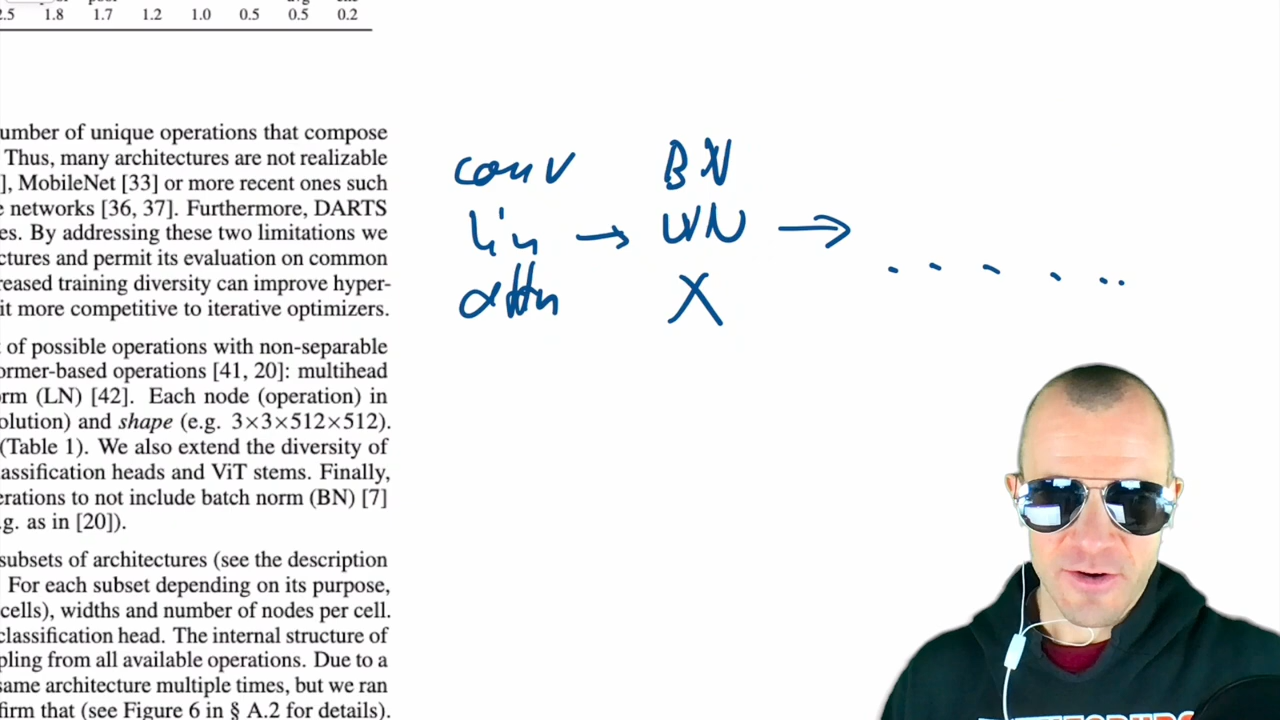 2.5 1.8 1.7 1.2 1.0 0.5 0.5 0.2
umber of unique operations that compose
Thus, many architectures are not realizable
], MobileNet [33] or more recent ones such
e networks [36, 37]. Furthermore, DARTS
es. By addressing these two limitations we
ctures and permit its evaluation on common
reased training diversity can improve hyper-
it more competitive to iterative optimizers.
t of possible operations with non-separable
ormer-based operations [41, 20]: multihead
rm (LN) [42]. Each node (operation) in
olution) and shape (e.g. 3×3×512×512).
(Table 1). We also extend the diversity of
assification heads and ViT stems. Finally,
erations to not include batch norm (BN) [7]
.g. as in [20]).
subsets of architectures (see the description
For each subset depending on its purpose,
cells), widths and number of nodes per cell.
classification head. The internal structure of
pling from all available operations. Due to a
same architecture multiple times, but we ran
firm that (see Figure 6 in § A.2 for details).
conv BN
lin → WN →
attn X